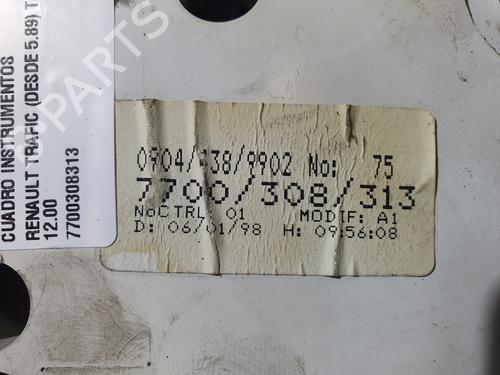 CUADRO INSTRUMENTOS
RENAULT TRAFIC (DESDE 5.89) T
12.00
7700308313
0904/438/9902 No: 75
7700/308/313
NoCTRL: 01 MODIF: A1
D: 06/01/98 H: 09:56:08